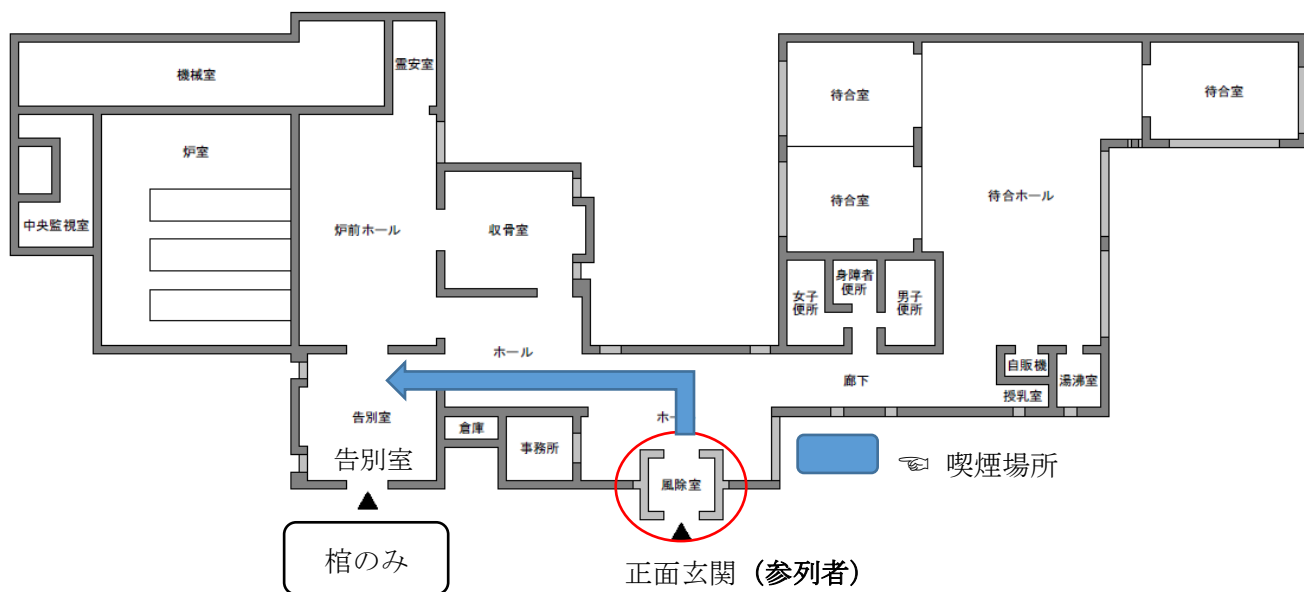 霊安室
機械室
待合室
待合室
炉室
待合室
待合ホール
中央監視室
炉前ホール
収骨室
女子
便所
身障者
便所
男子
便所
ホール
自販機
湯沸室
廊下
授乳室
告別室
倉庫
事務所
告別室
風除室
☜ 喫煙場所
棺のみ
正面玄関(参列者)